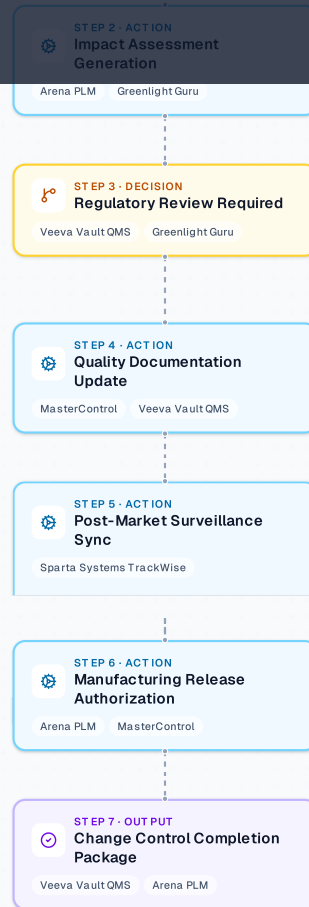 STEP 2 · ACTION
Impact Assessment
Generation
Arena PLM Greenlight Guru
STEP 3 · DECISION
Regulatory Review Required
Veeva Vault QMS Greenlight Guru
STEP 4 · ACTION
Quality Documentation
Update
MasterControl Veeva Vault QMS
STEP 5 · ACTION
Post-Market Surveillance
Sync
Sparta Systems TrackWise
STEP 6 · ACTION
Manufacturing Release
Authorization
Arena PLM MasterControl
STEP 7 · OUTPUT
Change Control Completion
Package
Veeva Vault QMS Arena PLM